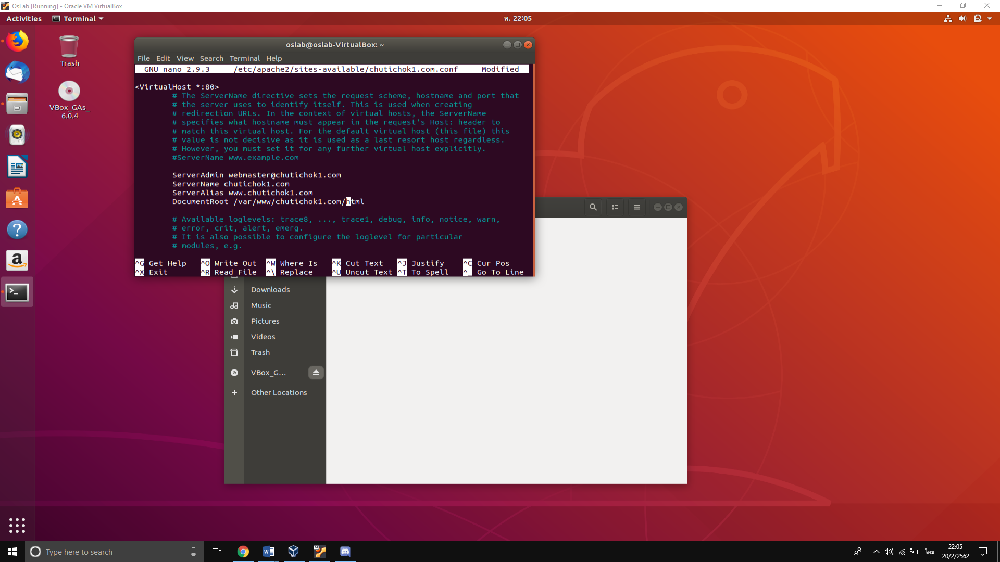 OsLab [Running] - Oracle VM VirtualBox
Activities Terminal พ. 22:05
Trash
VBox_GAs_
6.0.4
oslab@oslab-VirtualBox: ~
File Edit View Search Terminal Help
GNU nano 2.9.3 /etc/apache2/sites-available/chutichok1.com.conf Modified
<VirtualHost *:80>
# The ServerName directive sets the request scheme, hostname and port that
# the server uses to identify itself. This is used when creating
# redirection URLs. In the context of virtual hosts, the ServerName
# specifies what hostname must appear in the request's Host: header to
# match this virtual host. For the default virtual host (this file) this
# value is not decisive as it is used as a last resort host regardless.
# However, you must set it for any further virtual host explicitly.
#ServerName www.example.com
ServerAdmin webmaster@chutichok1.com
ServerName chutichok1.com
ServerAlias www.chutichok1.com
DocumentRoot /var/www/chutichok1.com/html
# Available loglevels: trace8, ..., trace1, debug, info, notice, warn,
# error, crit, alert, emerg.
# It is also possible to configure the loglevel for particular
# modules, e.g.
^G Get Help ^O Write Out ^W Where Is ^K Cut Text ^J Justify ^C Cur Pos
^X Exit ^R Read File ^\ Replace ^U Uncut Text ^T To Spell ^_ Go To Line
Downloads
Music
Pictures
Videos
Trash
VBox_G...
Other Locations
Type here to search
ไทย
22:05
20/2/2562